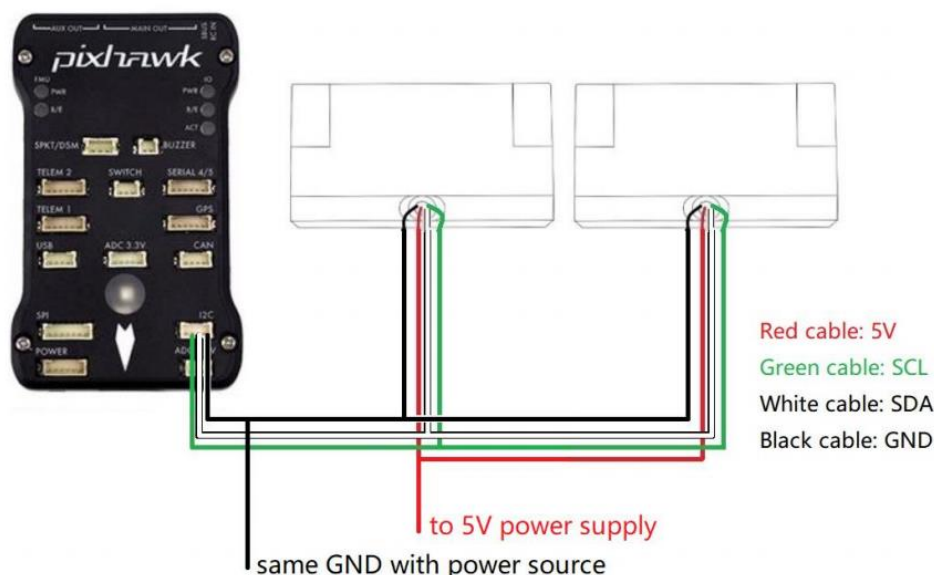 AUX OUT MAIN OUT
SBUS
RC IN
pixhawk
FMU IO
PWR PWR
B/E B/E
ACT
SPKT/DSM BUZZER
TELEM 2 SWITCH SERIAL 4/5
TELEM 1 GPS
USB ADC 3.3V CAN
SPI I2C
POWER
Red cable: 5V
Green cable: SCL
White cable: SDA
Black cable: GND
to 5V power supply
same GND with power source